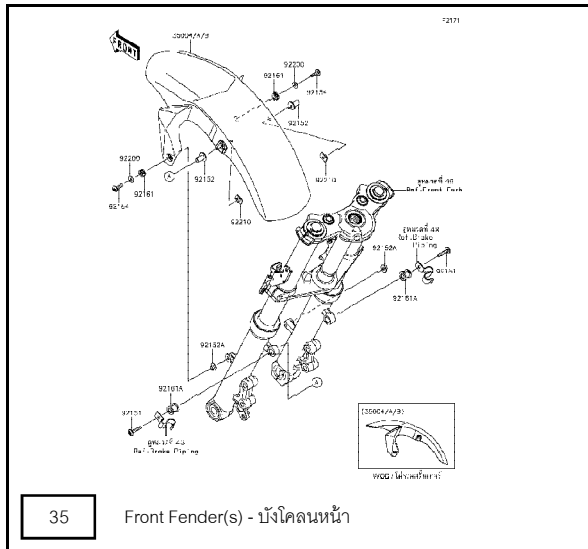 F2171
FRONT
(35004/A/B)
92200
92161
92154
92152
92200
92152
92161
92154
92210
92210
A
Ref.Front Fork
Ref.Brake Piping
92152A
92161A
92152A
92161A
92151
A
Ref.Brake Piping
(35004/A/B)
35 Front Fender(s) - บังโคลนหน้า